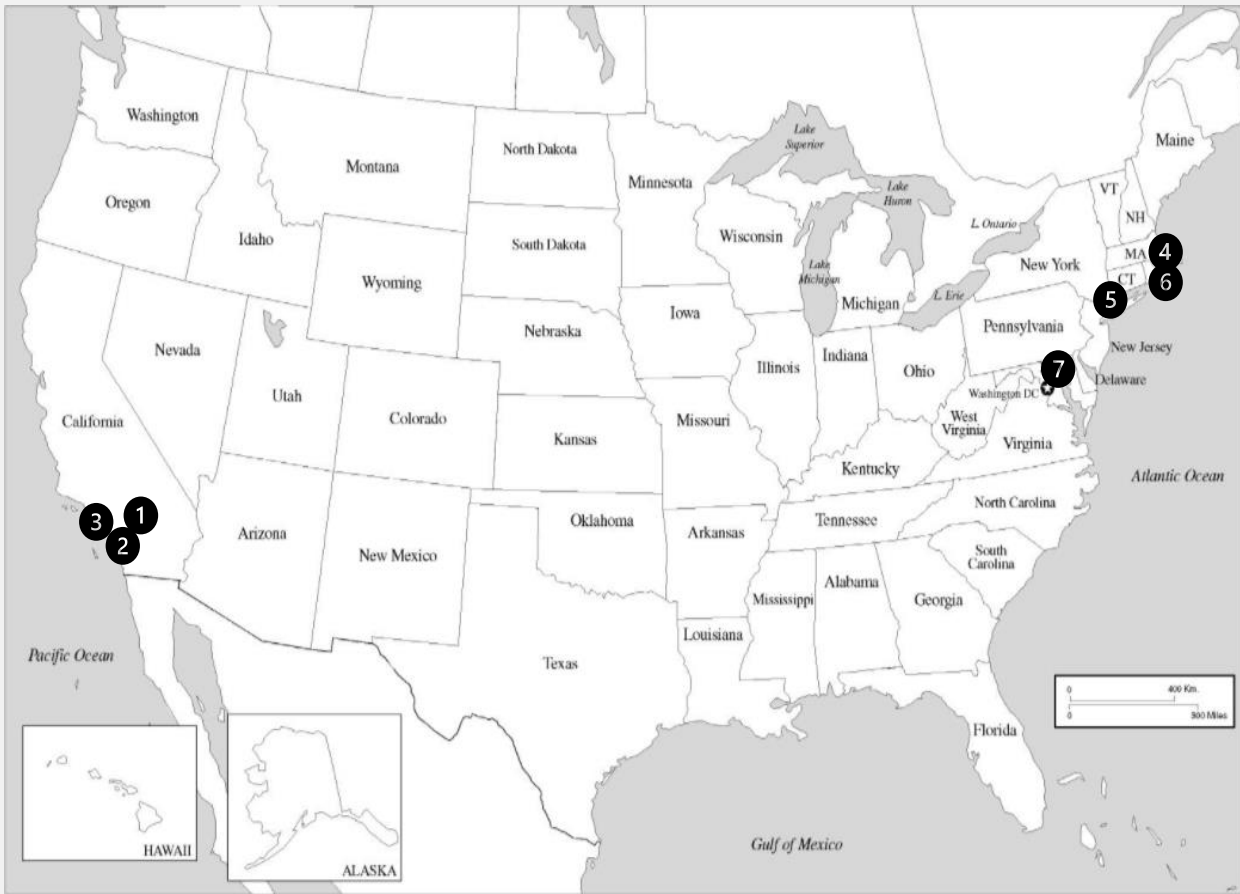 Washington
Oregon
Idaho
Montana
North Dakota
Minnesota
Lake
Superior
Lake
Huron
L. Ontario
VT
NH
Maine
MA
4
CT
6
5
New York
Wisconsin
South Dakota
Wyoming
Lake
Michigan
Michigan
L. Erie
Pennsylvania
New Jersey
Nevada
Nebraska
Iowa
Illinois
Indiana
Ohio
7
Delaware
Washington DC
Utah
Colorado
California
Kansas
Missouri
West
Virginia
Virginia
Kentucky
Atlantic Ocean
3
1
2
Arizona
New Mexico
Oklahoma
Arkansas
Tennessee
North Carolina
South
Carolina
Mississippi
Alabama
Georgia
Louisiana
Texas
Pacific Ocean
Florida
0 400 Km.
0 300 Miles
HAWAII
ALASKA
Gulf of Mexico